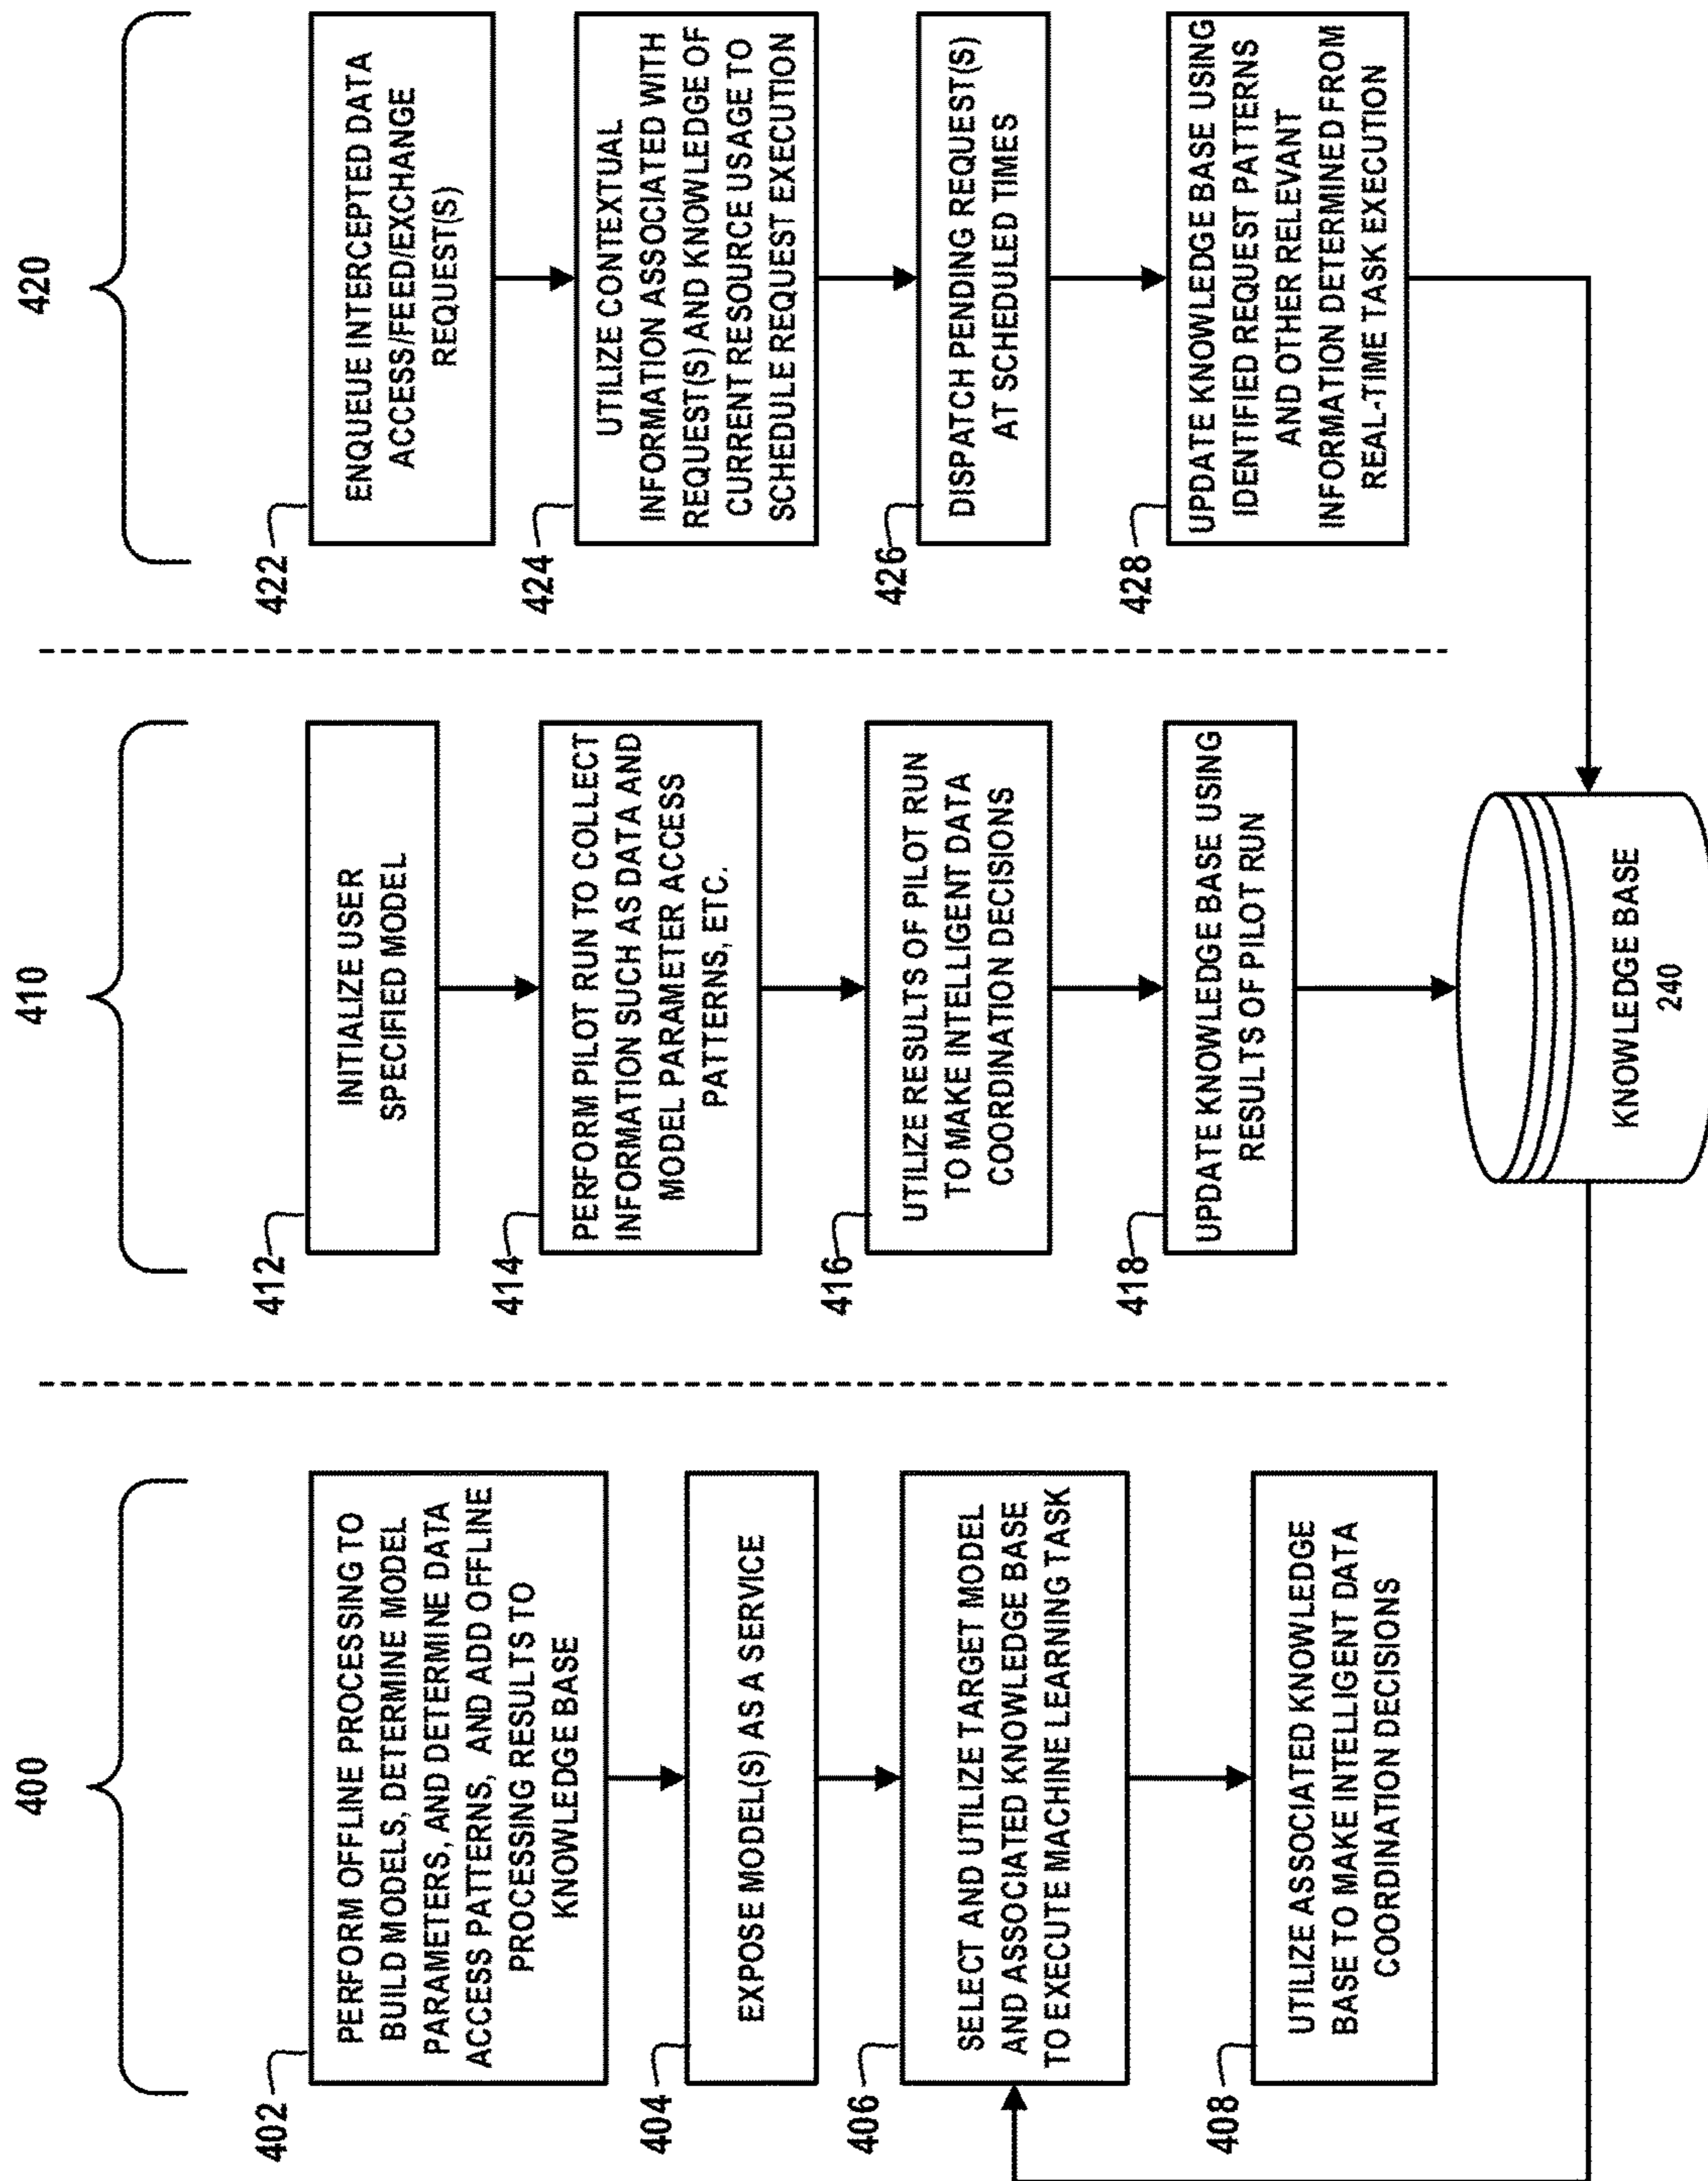 400
402
PERFORM OFFLINE PROCESSING TO
BUILD MODELS, DETERMINE MODEL
PARAMETERS, AND DETERMINE DATA
ACCESS PATTERNS, AND ADD OFFLINE
PROCESSING RESULTS TO
KNOWLEDGE BASE
404
EXPOSE MODEL(S) AS A SERVICE
406
SELECT AND UTILIZE TARGET MODEL
AND ASSOCIATED KNOWLEDGE BASE
TO EXECUTE MACHINE LEARNING TASK
408
UTILIZE ASSOCIATED KNOWLEDGE
BASE TO MAKE INTELLIGENT DATA
COORDINATION DECISIONS
410
412
INITIALIZE USER
SPECIFIED MODEL
414
PERFORM PILOT RUN TO COLLECT
INFORMATION SUCH AS DATA AND
MODEL PARAMETER ACCESS
PATTERNS, ETC.
416
UTILIZE RESULTS OF PILOT RUN
TO MAKE INTELLIGENT DATA
COORDINATION DECISIONS
418
UPDATE KNOWLEDGE BASE USING
RESULTS OF PILOT RUN
420
422
ENQUEUE INTERCEPTED DATA
ACCESS/FEED/EXCHANGE
REQUEST(S)
424
UTILIZE CONTEXTUAL
INFORMATION ASSOCIATED WITH
REQUEST(S) AND KNOWLEDGE OF
CURRENT RESOURCE USAGE TO
SCHEDULE REQUEST EXECUTION
426
DISPATCH PENDING REQUEST(S)
AT SCHEDULED TIMES
428
UPDATE KNOWLEDGE BASE USING
IDENTIFIED REQUEST PATTERNS
AND OTHER RELEVANT
INFORMATION DETERMINED FROM
REAL-TIME TASK EXECUTION
KNOWLEDGE BASE
240